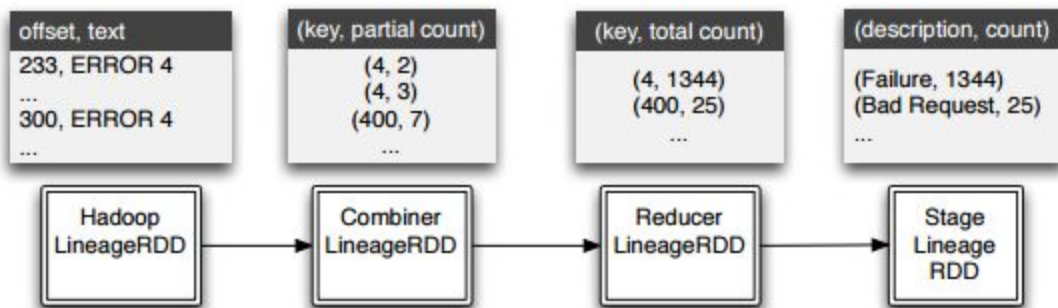 offset, text
233, ERROR 4
...
300, ERROR 4
...
(key, partial count)
(4, 2)
(4, 3)
(400, 7)
...
(key, total count)
(4, 1344)
(400, 25)
...
(description, count)
(Failure, 1344)
(Bad Request, 25)
...
Hadoop
LineageRDD
Combiner
LineageRDD
Reducer
LineageRDD
Stage
Lineage
RDD